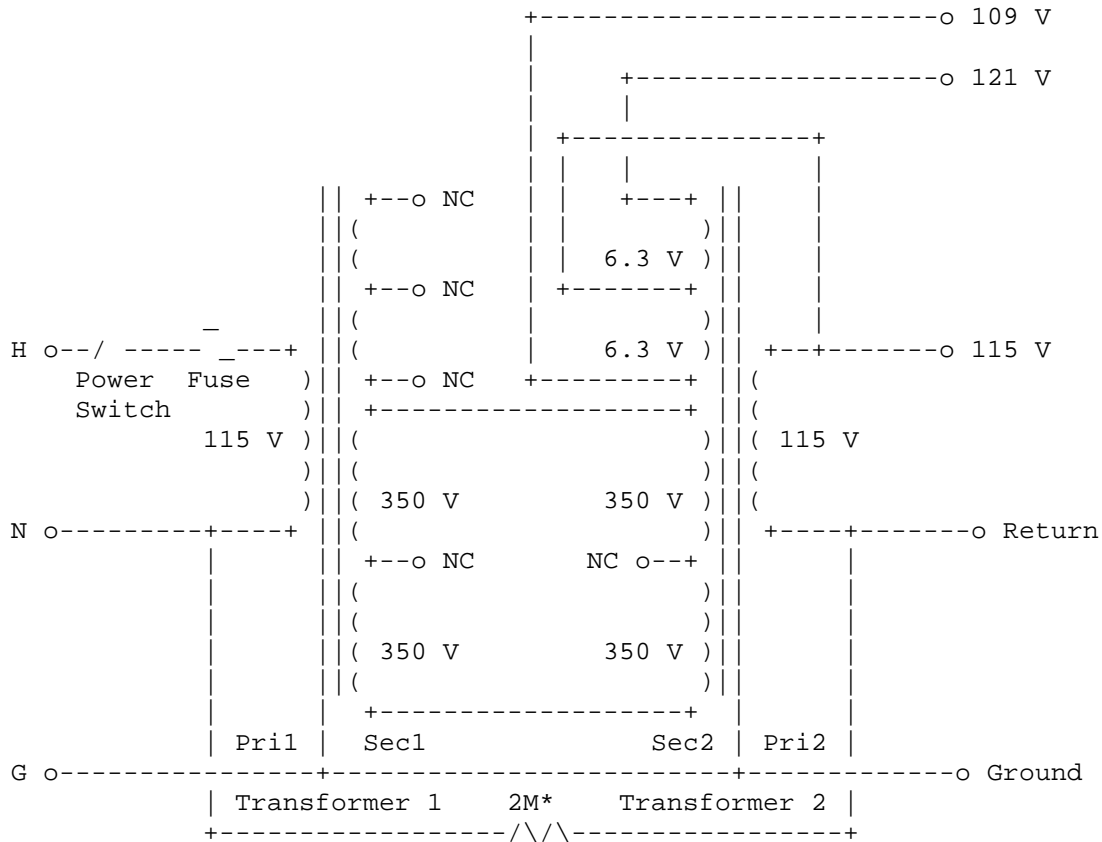 109 V
121 V
NC
6.3 V
NC
H 6.3 V 115 V
Power Fuse NC
Switch
115 V 115 V
350 V 350 V
N Return
NC NC
350 V 350 V
Pri1 Sec1 Sec2 Pri2
G Ground
Transformer 1 2M* Transformer 2